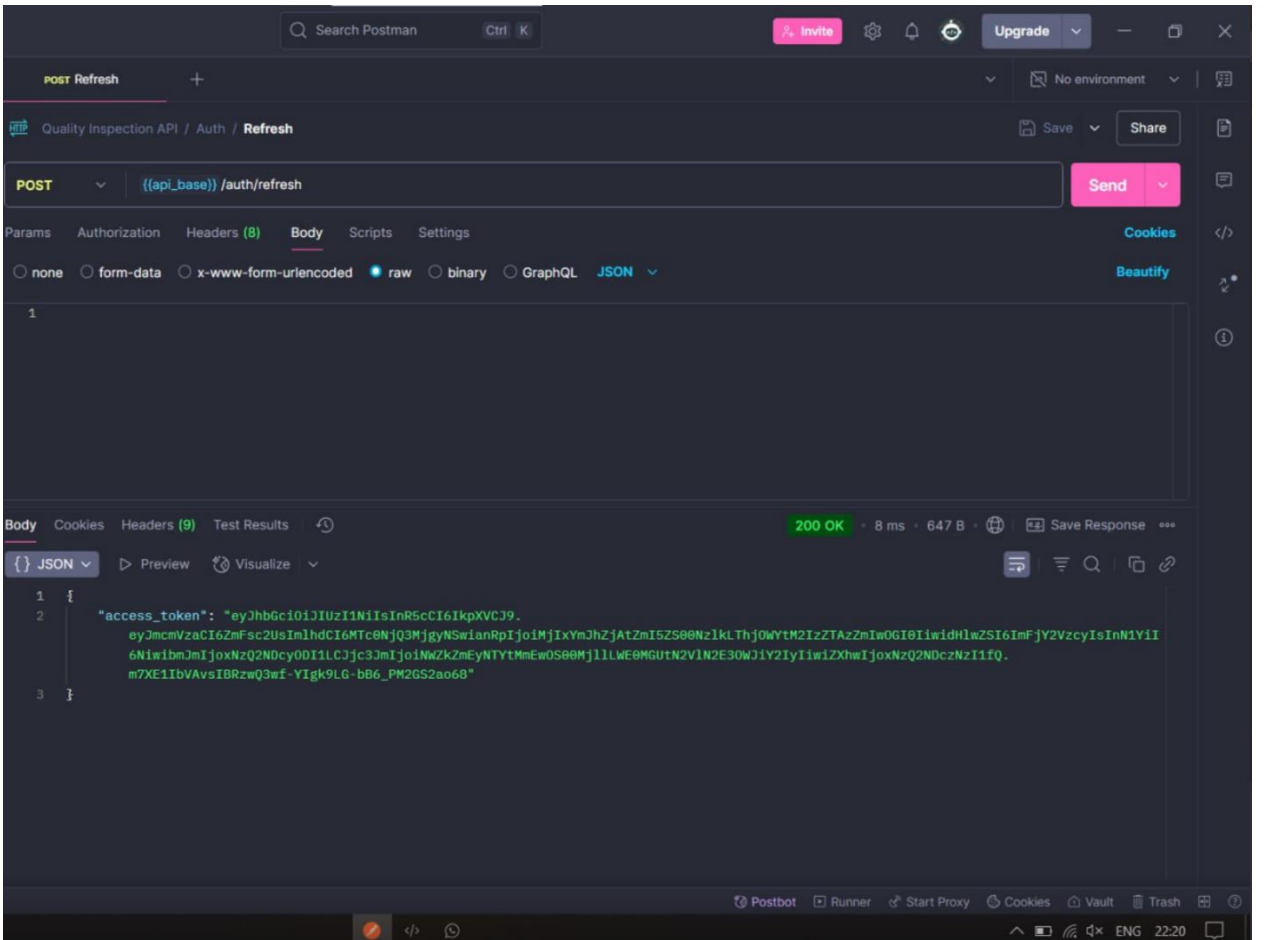 Search Postman Ctrl K Invite Upgrade
POST Refresh No environment
HTTP Quality Inspection API / Auth / Refresh Save Share
POST {{api_base}} /auth/refresh Send
Params Authorization Headers (8) Body Scripts Settings Cookies
none form-data x-www-form-urlencoded raw binary GraphQL JSON Beautify
1
Body Cookies Headers (9) Test Results 200 OK 8 ms 647 B Save Response
{} JSON Preview Visualize
1 {
2 "access_token": "eyJhbGciOiJIUzI1NiIsInR5cCI6IkpXVCJ9.
3 }
Postbot Runner Start Proxy Cookies Vault Trash
ENG 22:20